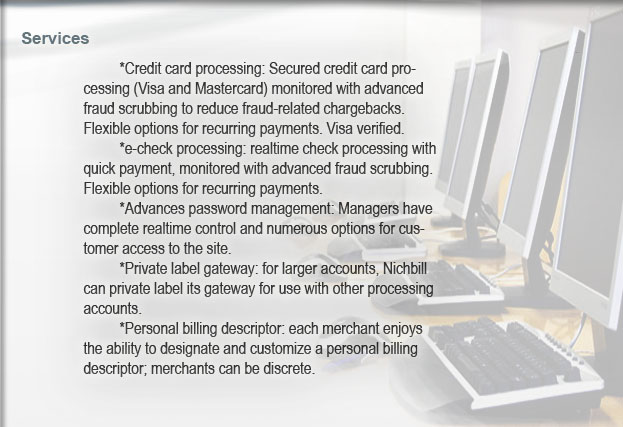 Services
*Credit card processing: Secured credit card pro-
cessing (Visa and Mastercard) monitored with advanced
fraud scrubbing to reduce fraud-related chargebacks.
Flexible options for recurring payments. Visa verified.
*e-check processing: realtime check processing with
quick payment, monitored with advanced fraud scrubbing.
Flexible options for recurring payments.
*Advances password management: Managers have
complete realtime control and numerous options for cus-
tomer access to the site.
*Private label gateway: for larger accounts, Nichbill
can private label its gateway for use with other processing
accounts.
*Personal billing descriptor: each merchant enjoys
the ability to designate and customize a personal billing
descriptor; merchants can be discrete.